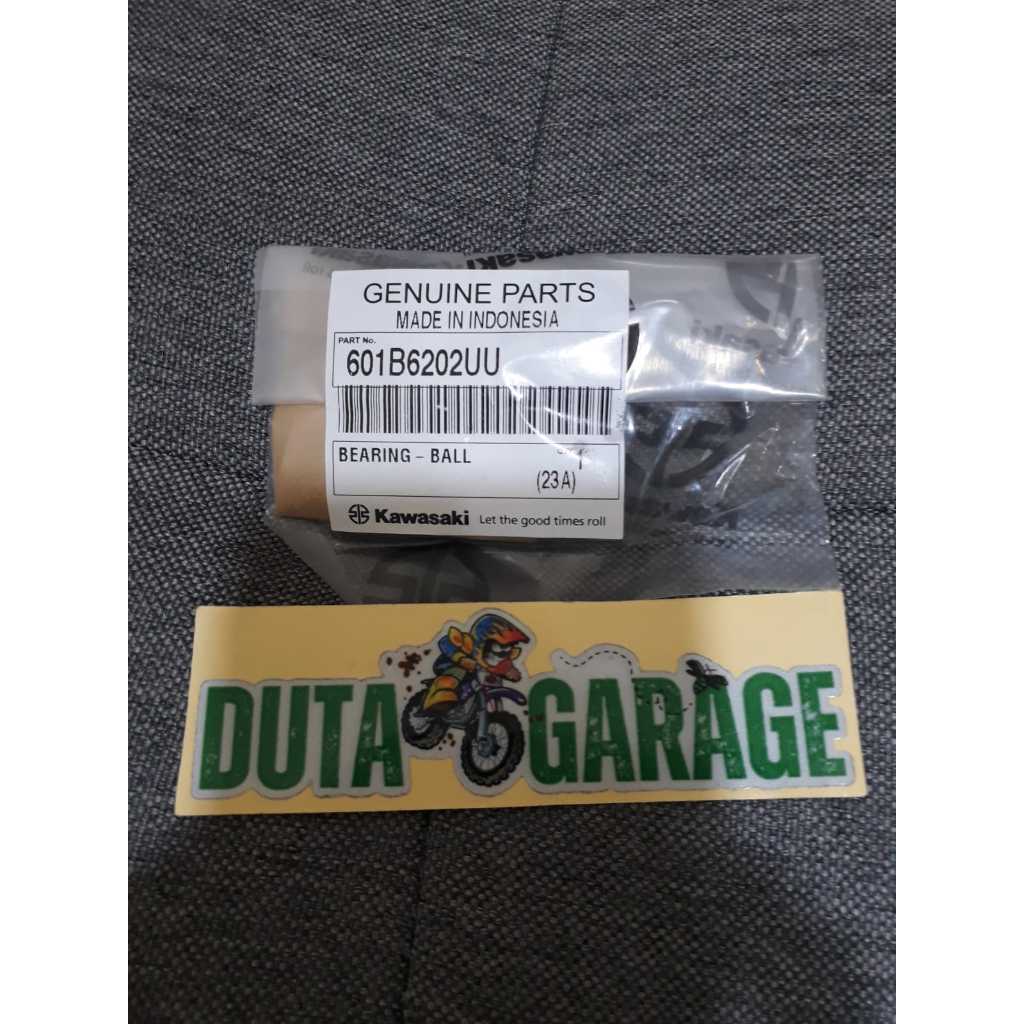 GENUINE PARTS
MADE IN INDONESIA
PART No.
601B6202UU
BEARING - BALL
1
(23A)
Kawasaki Let the good times roll
DUTA GARAGE